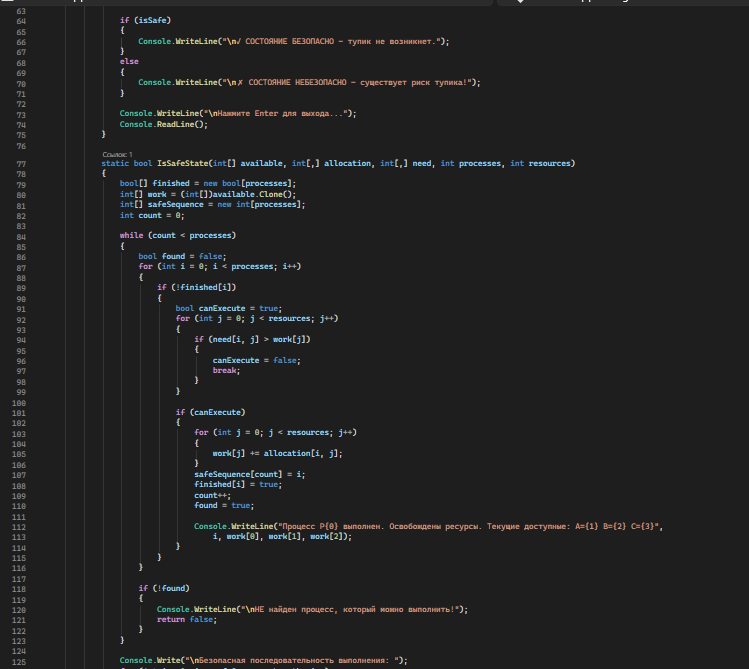 63
64 if (isSafe)
65 {
66 Console.WriteLine("\n√ СОСТОЯНИЕ БЕЗОПАСНО – тупик не возникнет.");
67 }
68 else
69 {
70 Console.WriteLine("\n✗ СОСТОЯНИЕ НЕБЕЗОПАСНО – существует риск тупика!");
71 }
72
73 Console.WriteLine("\nНажмите Enter для выхода...");
74 Console.ReadLine();
75 }
76
Ссылок: 1
77 static bool IsSafeState(int[] available, int[,] allocation, int[,] need, int processes, int resources)
78 {
79 bool[] finished = new bool[processes];
80 int[] work = (int[])available.Clone();
81 int[] safeSequence = new int[processes];
82 int count = 0;
83
84 while (count < processes)
85 {
86 bool found = false;
87 for (int i = 0; i < processes; i++)
88 {
89 if (!finished[i])
90 {
91 bool canExecute = true;
92 for (int j = 0; j < resources; j++)
93 {
94 if (need[i, j] > work[j])
95 {
96 canExecute = false;
97 break;
98 }
99 }
100
101 if (canExecute)
102 {
103 for (int j = 0; j < resources; j++)
104 {
105 work[j] += allocation[i, j];
106 }
107 safeSequence[count] = i;
108 finished[i] = true;
109 count++;
110 found = true;
111
112 Console.WriteLine("Процесс P{0} выполнен. Освобождены ресурсы. Текущие доступные: A={1} B={2} C={3}",
113 i, work[0], work[1], work[2]);
114 }
115 }
116 }
117
118 if (!found)
119 {
120 Console.WriteLine("\nНЕ найден процесс, который можно выполнить!");
121 return false;
122 }
123 }
124
125 Console.Write("\nБезопасная последовательность выполнения: ");